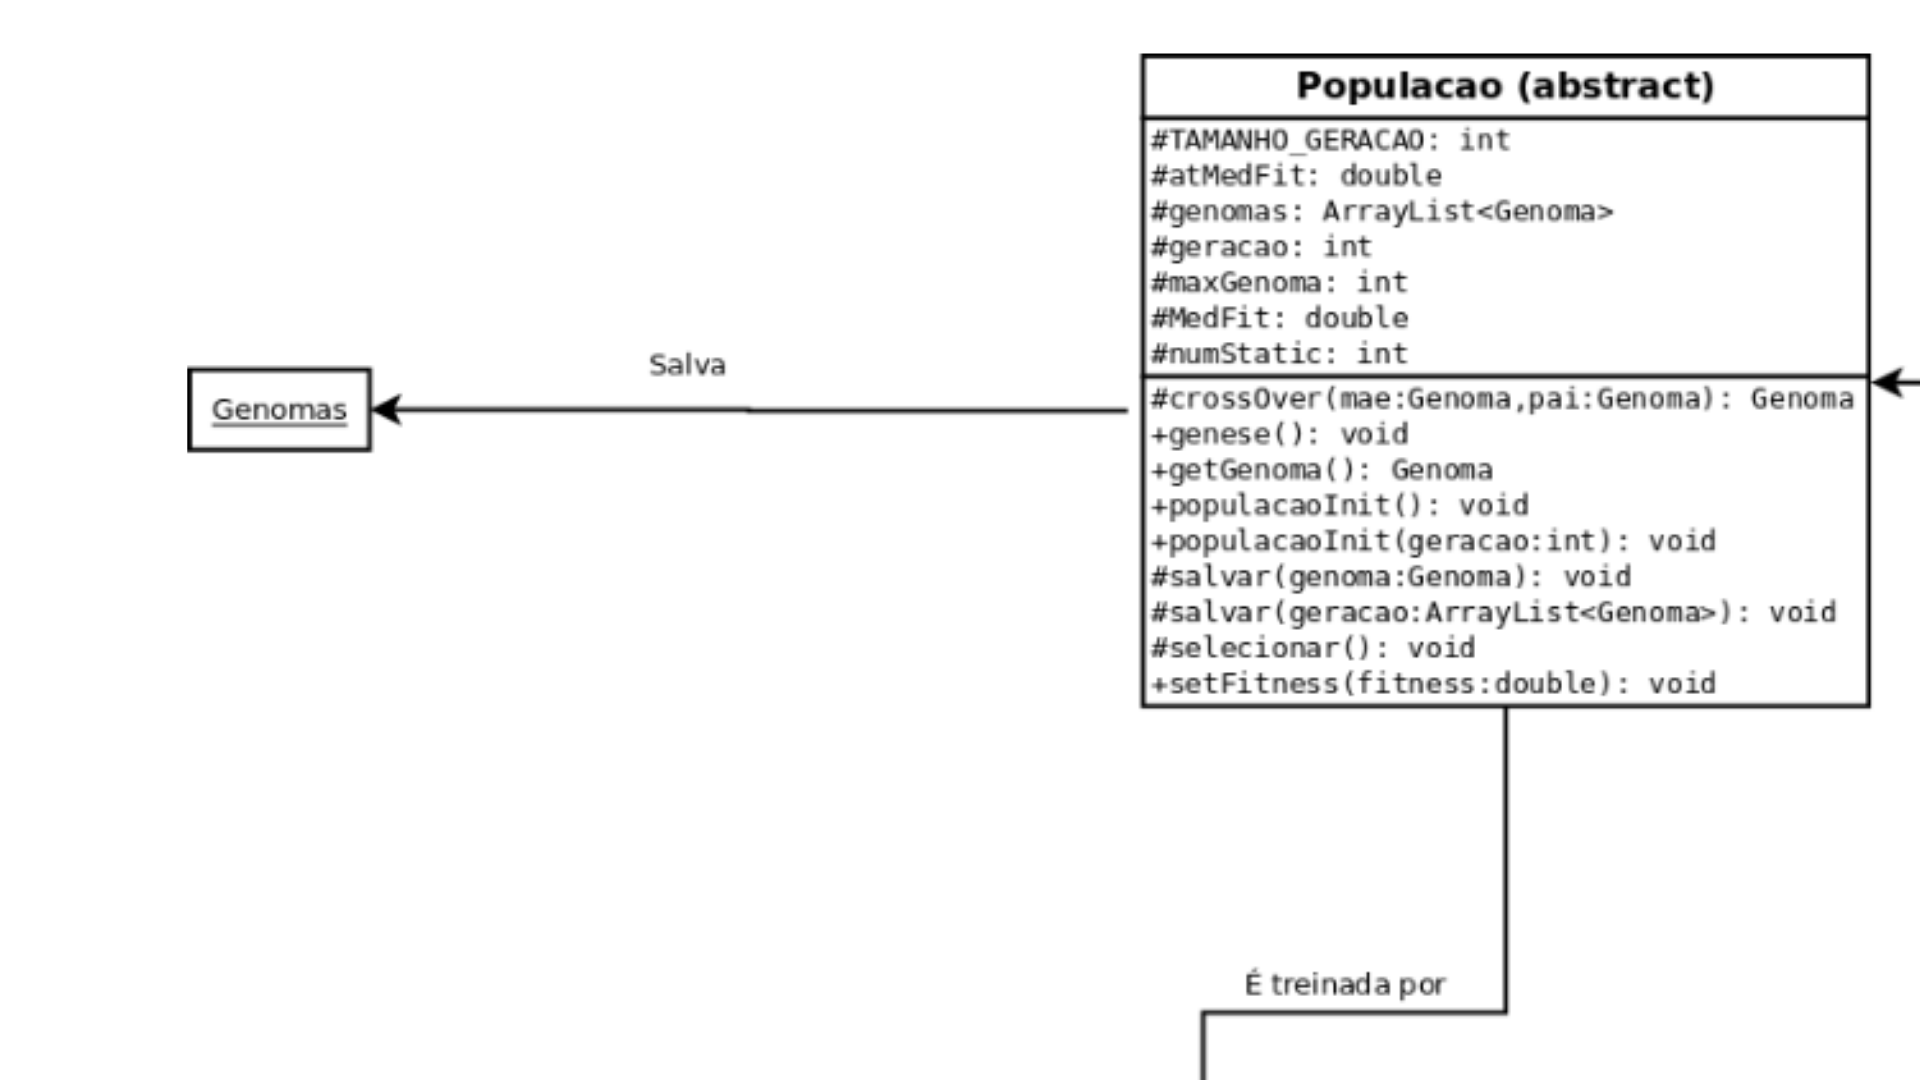 Populacao (abstract)
#TAMANHO_GERACAO: int
#atMedFit: double
#genomas: ArrayList<Genoma>
#geracao: int
#maxGenoma: int
#MedFit: double
#numStatic: int
Salva
Genomas
#crossOver(mae:Genoma,pai:Genoma): Genoma
+genese(): void
+getGenoma(): Genoma
+populacaoInit(): void
+populacaoInit(geracao:int): void
#salvar(genoma:Genoma): void
#salvar(geracao:ArrayList<Genoma>): void
#selecionar(): void
+setFitness(fitness:double): void
É treinada por